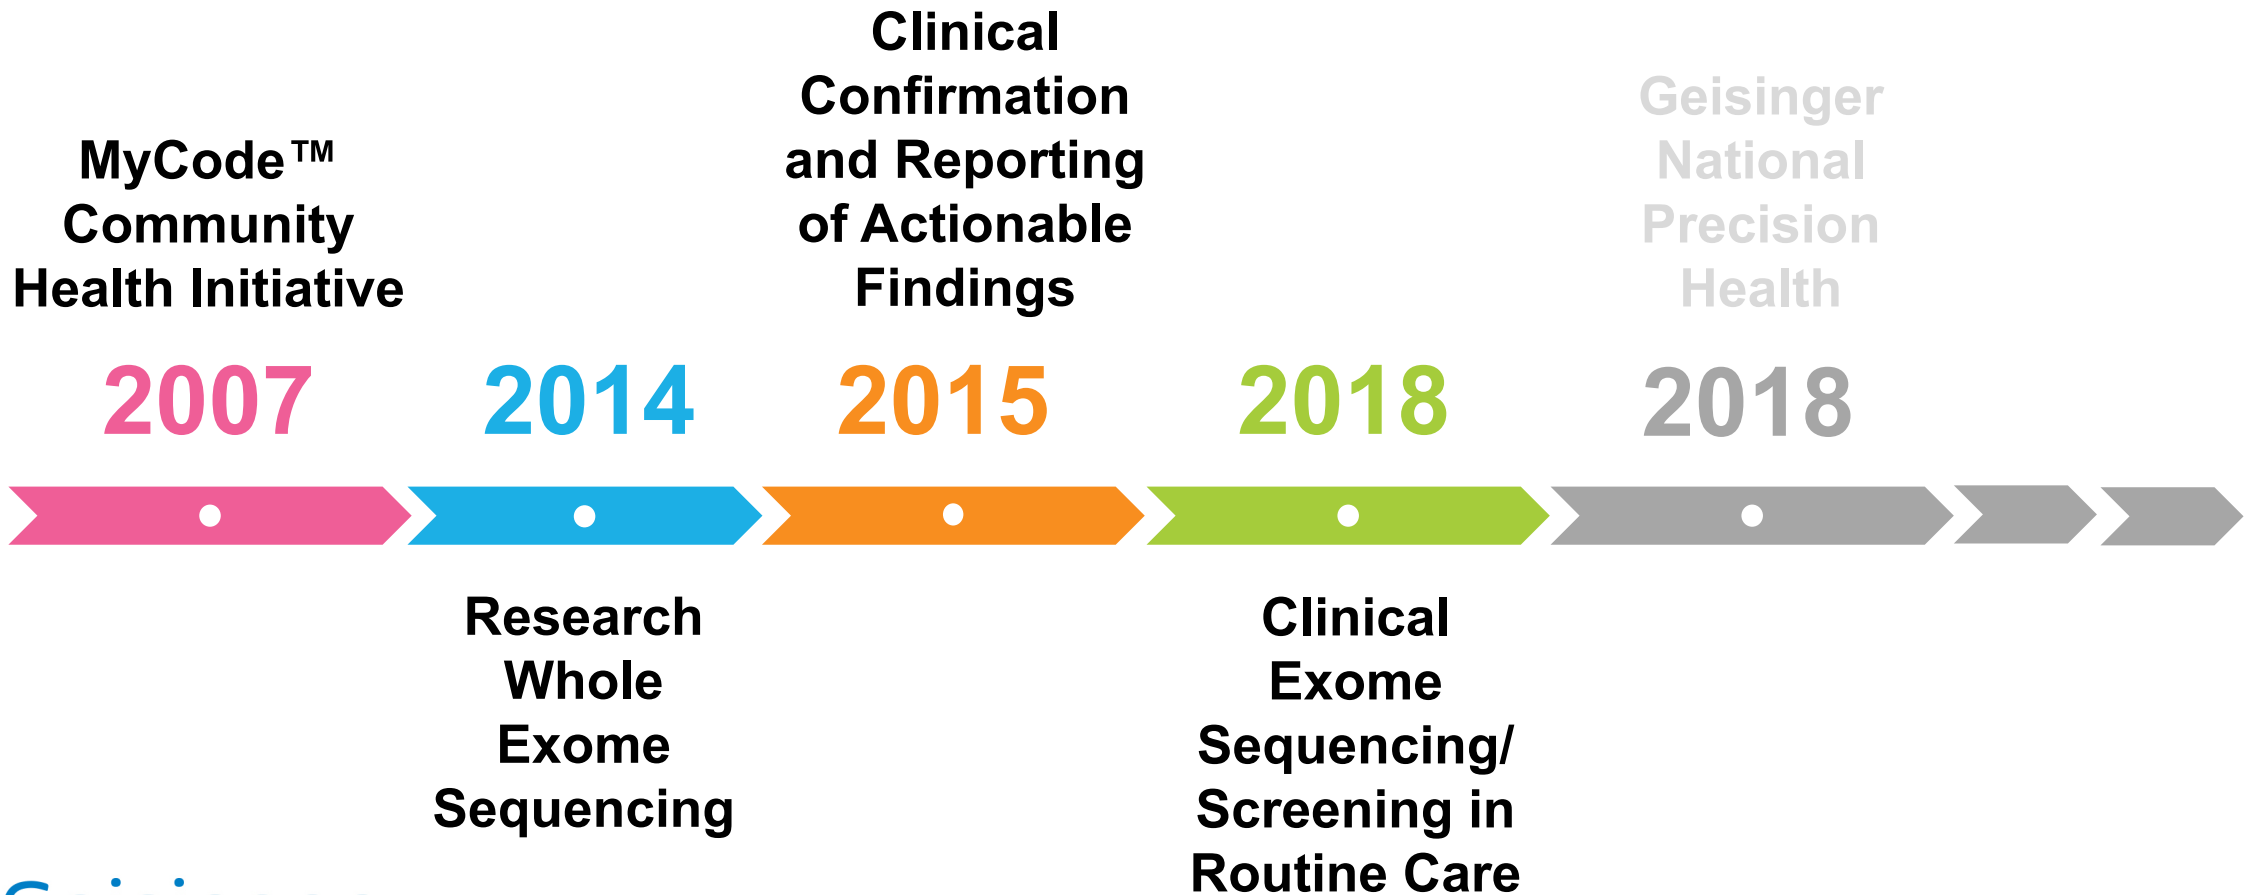 MyCode™
Community
Health Initiative
2007
Research
Whole
Exome
Sequencing
2014
Clinical
Confirmation
and Reporting
of Actionable
Findings
2015
2018
Clinical
Exome
Sequencing/
Screening in
Routine Care
Geisinger
National
Precision
Health
2018